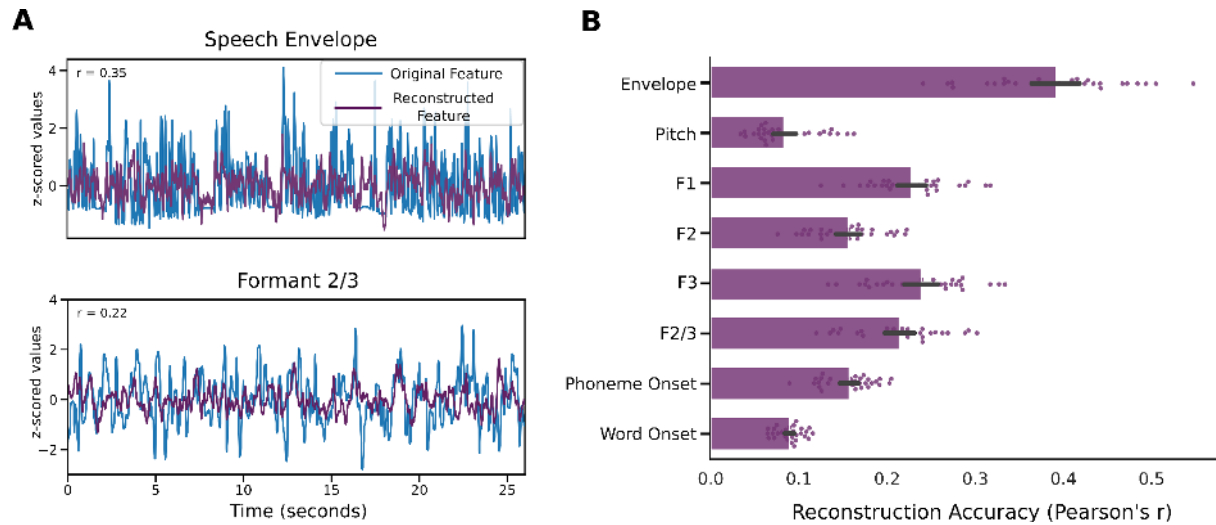 A
Speech Envelope
r = 0.35
Original Feature
Reconstructed
Feature
z-scored values
4
2
0
Formant 2/3
r = 0.22
z-scored values
4
2
0
−2
0 5 10 15 20 25
Time (seconds)
B
Envelope
Pitch
F1
F2
F3
F2/3
Phoneme Onset
Word Onset
0.0 0.1 0.2 0.3 0.4 0.5
Reconstruction Accuracy (Pearson's r)